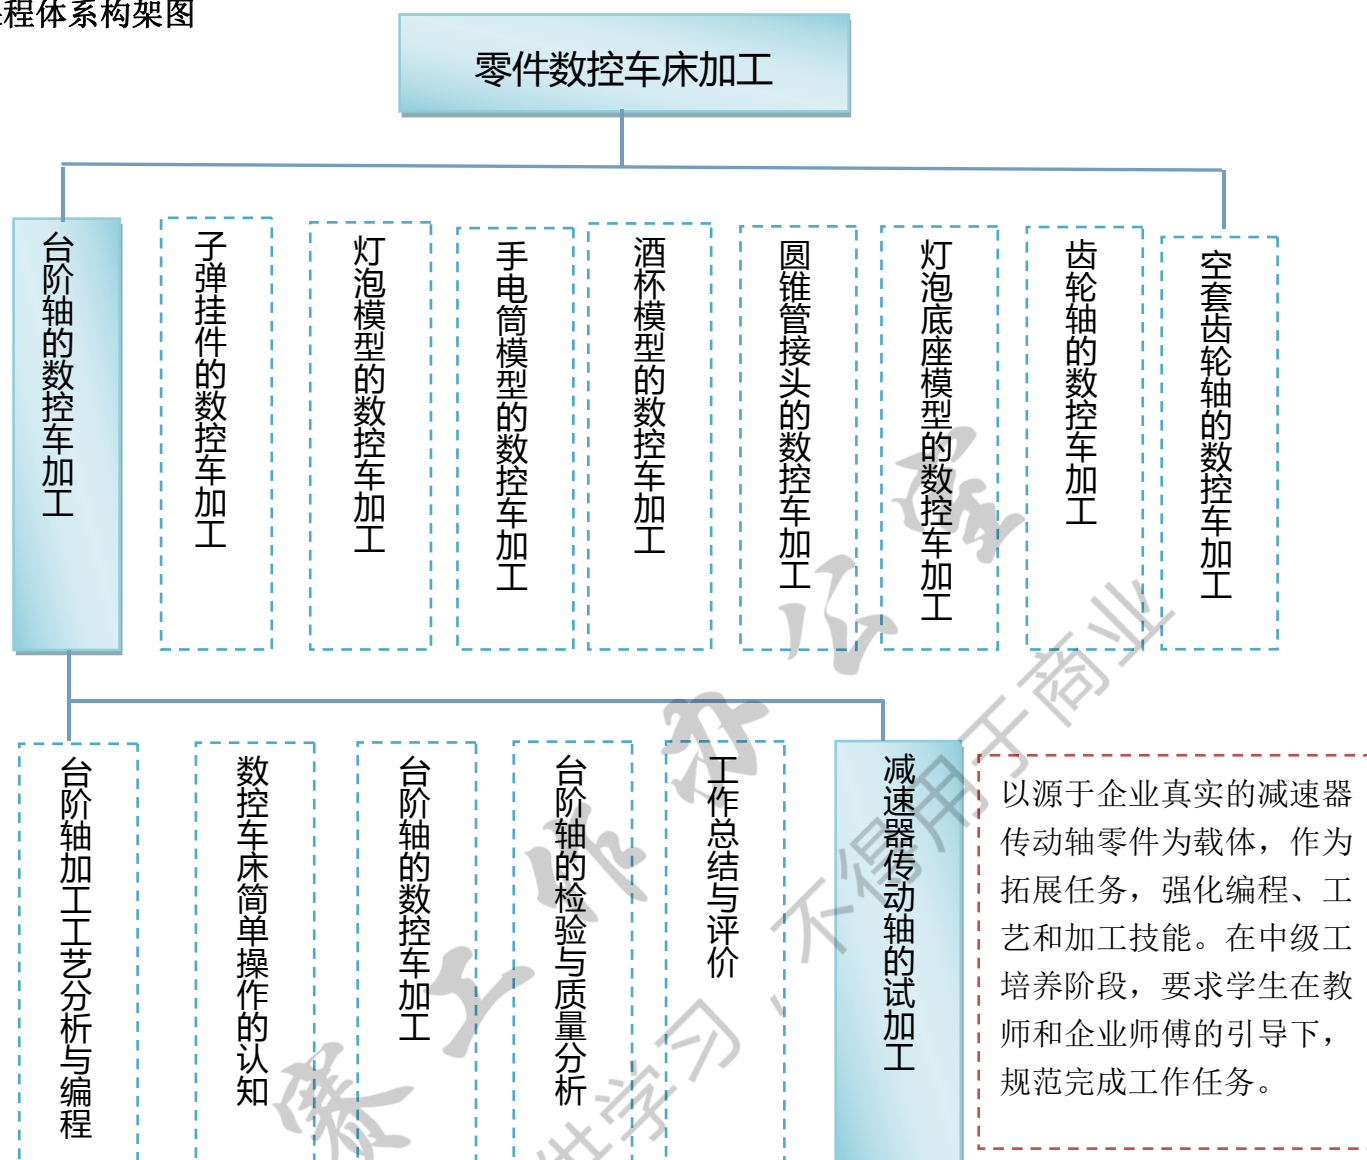 程体系构架图
零件数控车床加工
台阶轴的数控车加工
子弹挂件的数控车加工
灯泡模型的数控车加工
手电筒模型的数控车加工
酒杯模型的数控车加工
圆锥管接头的数控车加工
灯泡底座模型的数控车加工
齿轮轴的数控车加工
空套齿轮轴的数控车加工
台阶轴加工工艺分析与编程
数控车床简单操作的认知
台阶轴的数控车加工
台阶轴的检验与质量分析
工作总结与评价
减速器传动轴的试加工
以源于企业真实的减速器
传动轴零件为载体，作为
拓展任务，强化编程、工
艺和加工技能。在中级工
培养阶段，要求学生在教
师和企业师傅的引导下，
规范完成工作任务。
赛工作办公室
供学习，不得用于商业